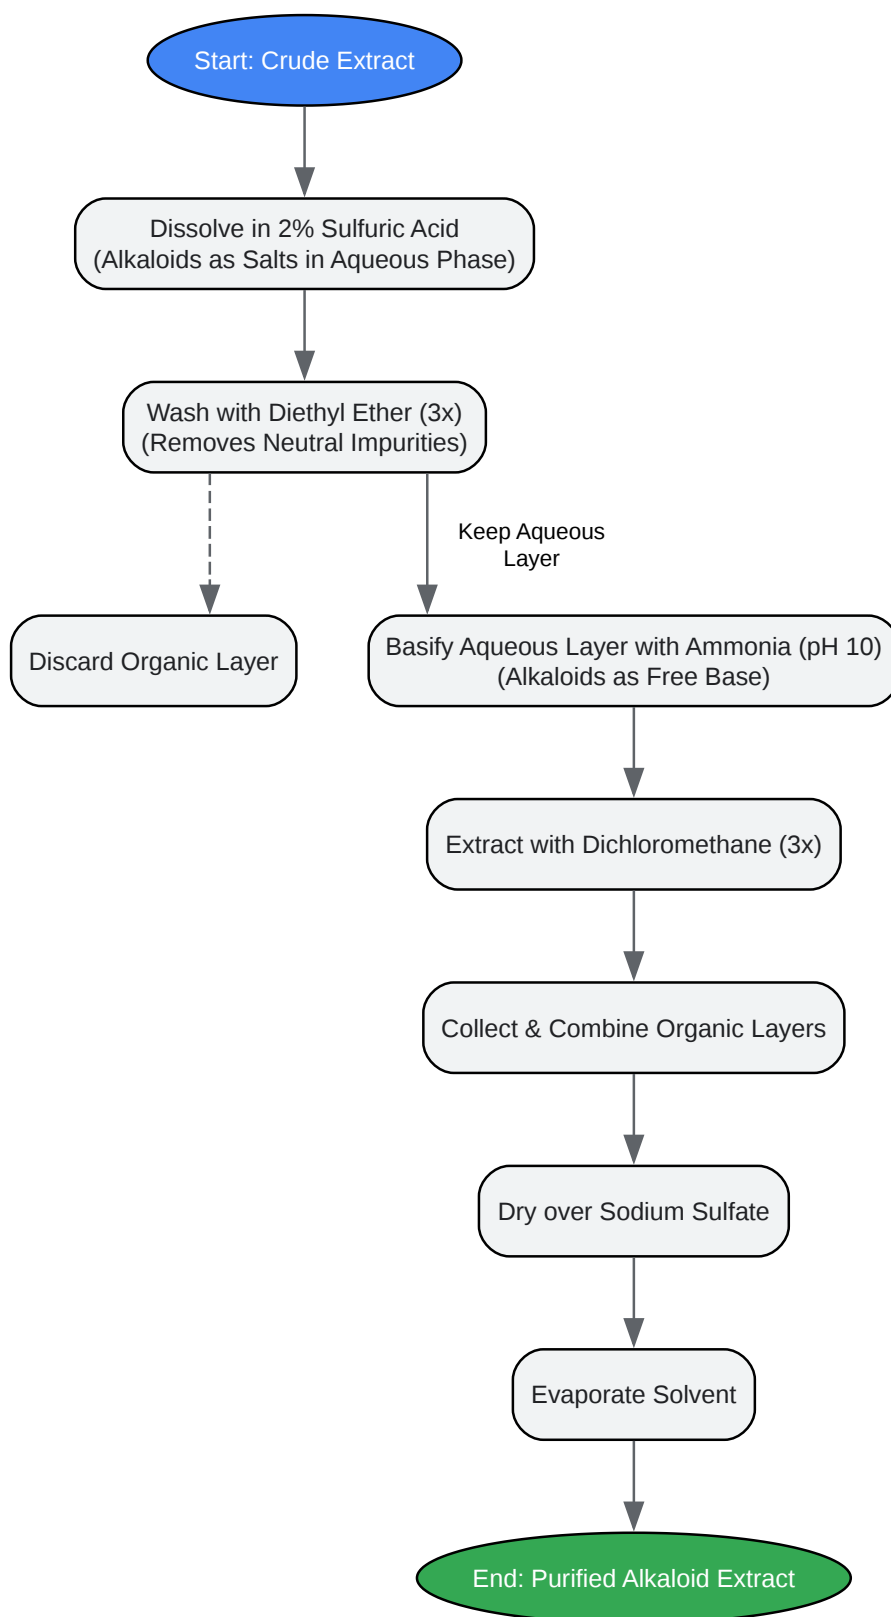 Start: Crude Extract
Dissolve in 2% Sulfuric Acid
(Alkaloids as Salts in Aqueous Phase)
Wash with Diethyl Ether (3x)
(Removes Neutral Impurities)
Keep Aqueous
Layer
Discard Organic Layer
Basify Aqueous Layer with Ammonia (pH 10)
(Alkaloids as Free Base)
Extract with Dichloromethane (3x)
Collect & Combine Organic Layers
Dry over Sodium Sulfate
Evaporate Solvent
End: Purified Alkaloid Extract